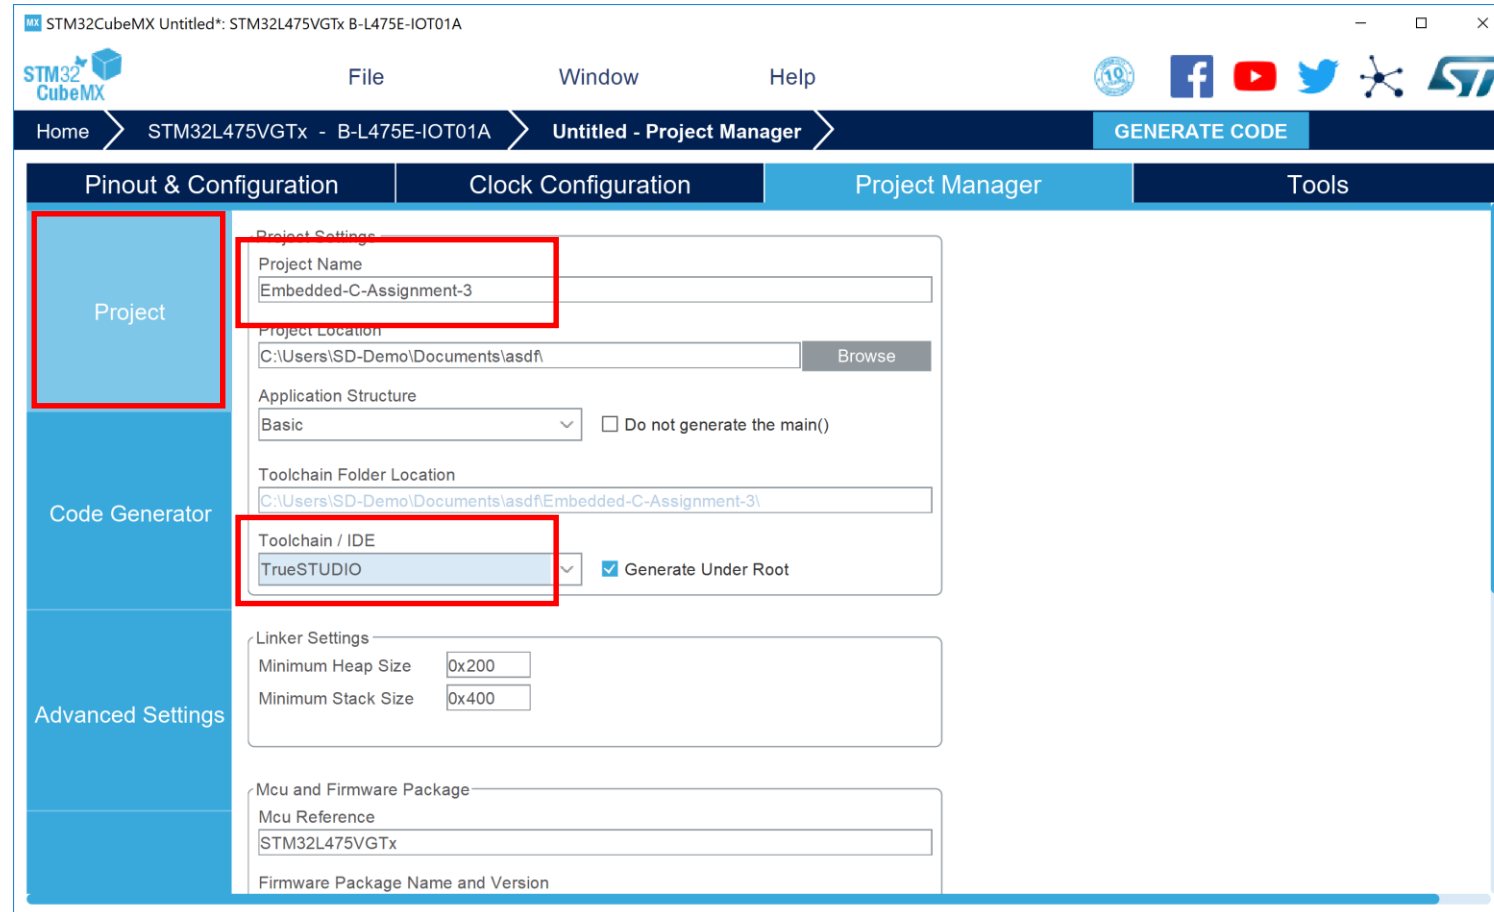 MX STM32CubeMX Untitled*: STM32L475VGTx B-L475E-IOT01A
STM32
CubeMX
File Window Help
10
f
ST
Home STM32L475VGTx - B-L475E-IOT01A Untitled - Project Manager GENERATE CODE
Pinout & Configuration Clock Configuration Project Manager Tools
Project
Code Generator
Advanced Settings
Project Settings
Project Name
Embedded-C-Assignment-3
Project Location
C:\Users\SD-Demo\Documents\asdf\ Browse
Application Structure
Basic Do not generate the main()
Toolchain Folder Location
C:\Users\SD-Demo\Documents\asdf\Embedded-C-Assignment-3\
Toolchain / IDE
TrueSTUDIO Generate Under Root
Linker Settings
Minimum Heap Size 0x200
Minimum Stack Size 0x400
Mcu and Firmware Package
Mcu Reference
STM32L475VGTx
Firmware Package Name and Version